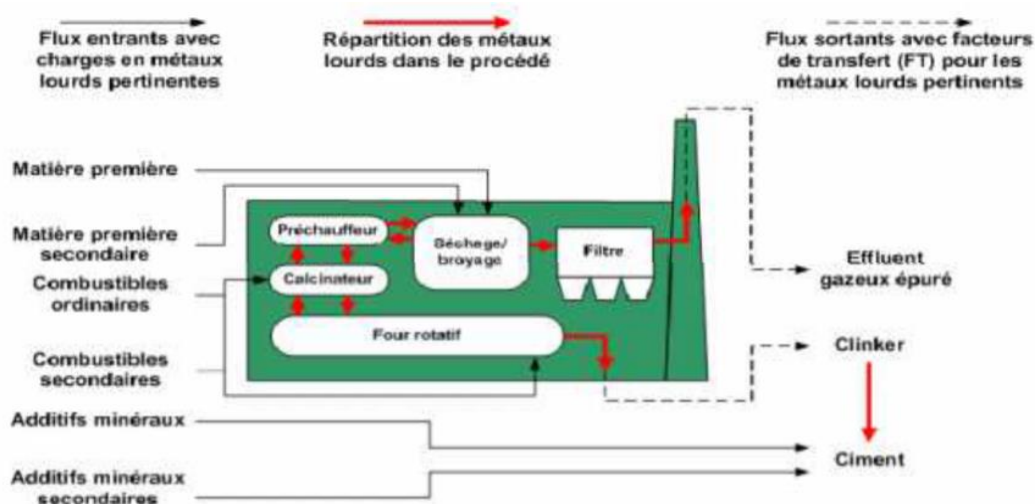 Flux entrants avec
charges en métaux
lourds pertinentes
Répartition des métaux
lourds dans le procédé
Flux sortants avec facteurs
de transfert (FT) pour les
métaux lourds pertinents
Matière première
Matière première
secondaire
Combustibles
ordinaires
Combustibles
secondaires
Additifs minéraux
Additifs minéraux
secondaires
Préchauffeur
Calcinateur
Séchage/
broyage
Filtre
Four rotatif
Effluent
gazeux épuré
Clinker
Ciment